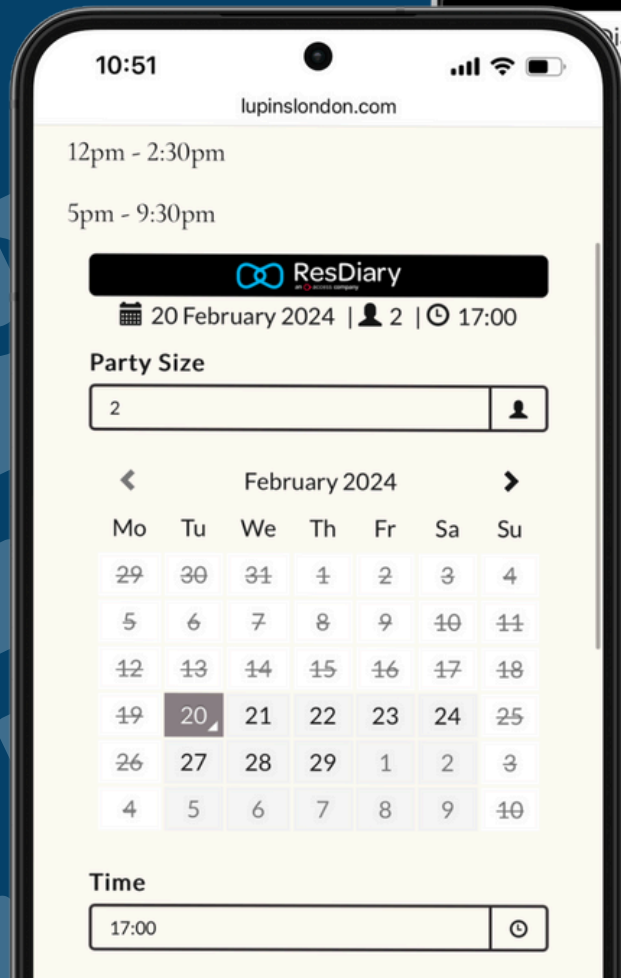 10:51
lupinslondon.com
12pm - 2:30pm
5pm - 9:30pm
ResDiary
an access company
20 February 2024 | 2 | 17:00
Party Size
2
February 2024
Mo Tu We Th Fr Sa Su
29 30 31 1 2 3 4
5 6 7 8 9 10 11
12 13 14 15 16 17 18
19 20 21 22 23 24 25
26 27 28 29 1 2 3
4 5 6 7 8 9 10
Time
17:00